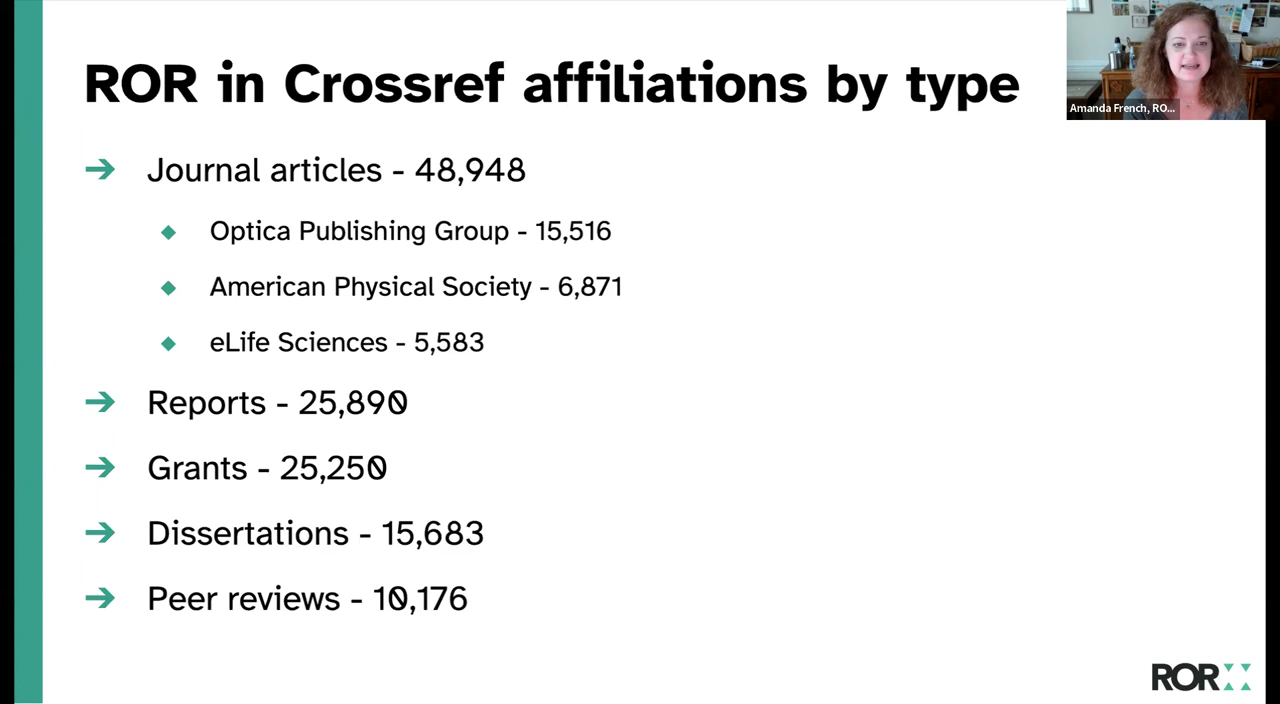 ROR in Crossref affiliations by type
Amanda French, RO...
Journal articles - 48,948
Optica Publishing Group - 15,516
American Physical Society - 6,871
eLife Sciences - 5,583
Reports - 25,890
Grants - 25,250
Dissertations - 15,683
Peer reviews - 10,176
ROR